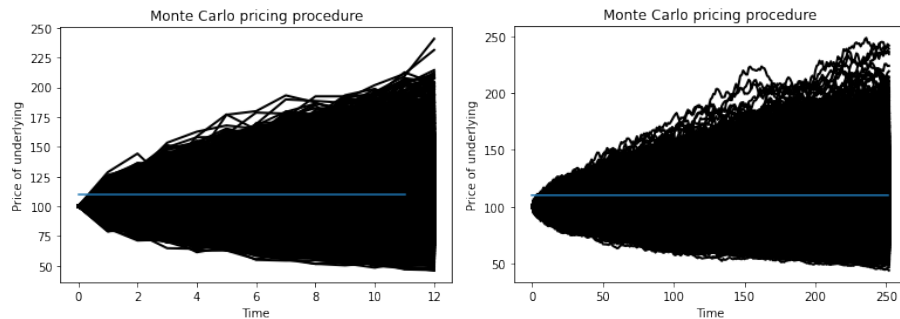 Monte Carlo pricing procedure
250
225
200
175
150
125
100
75
50
Price of underlying
0 2 4 6 8 10 12
Time
Monte Carlo pricing procedure
250
200
150
100
50
Price of underlying
0 50 100 150 200 250
Time